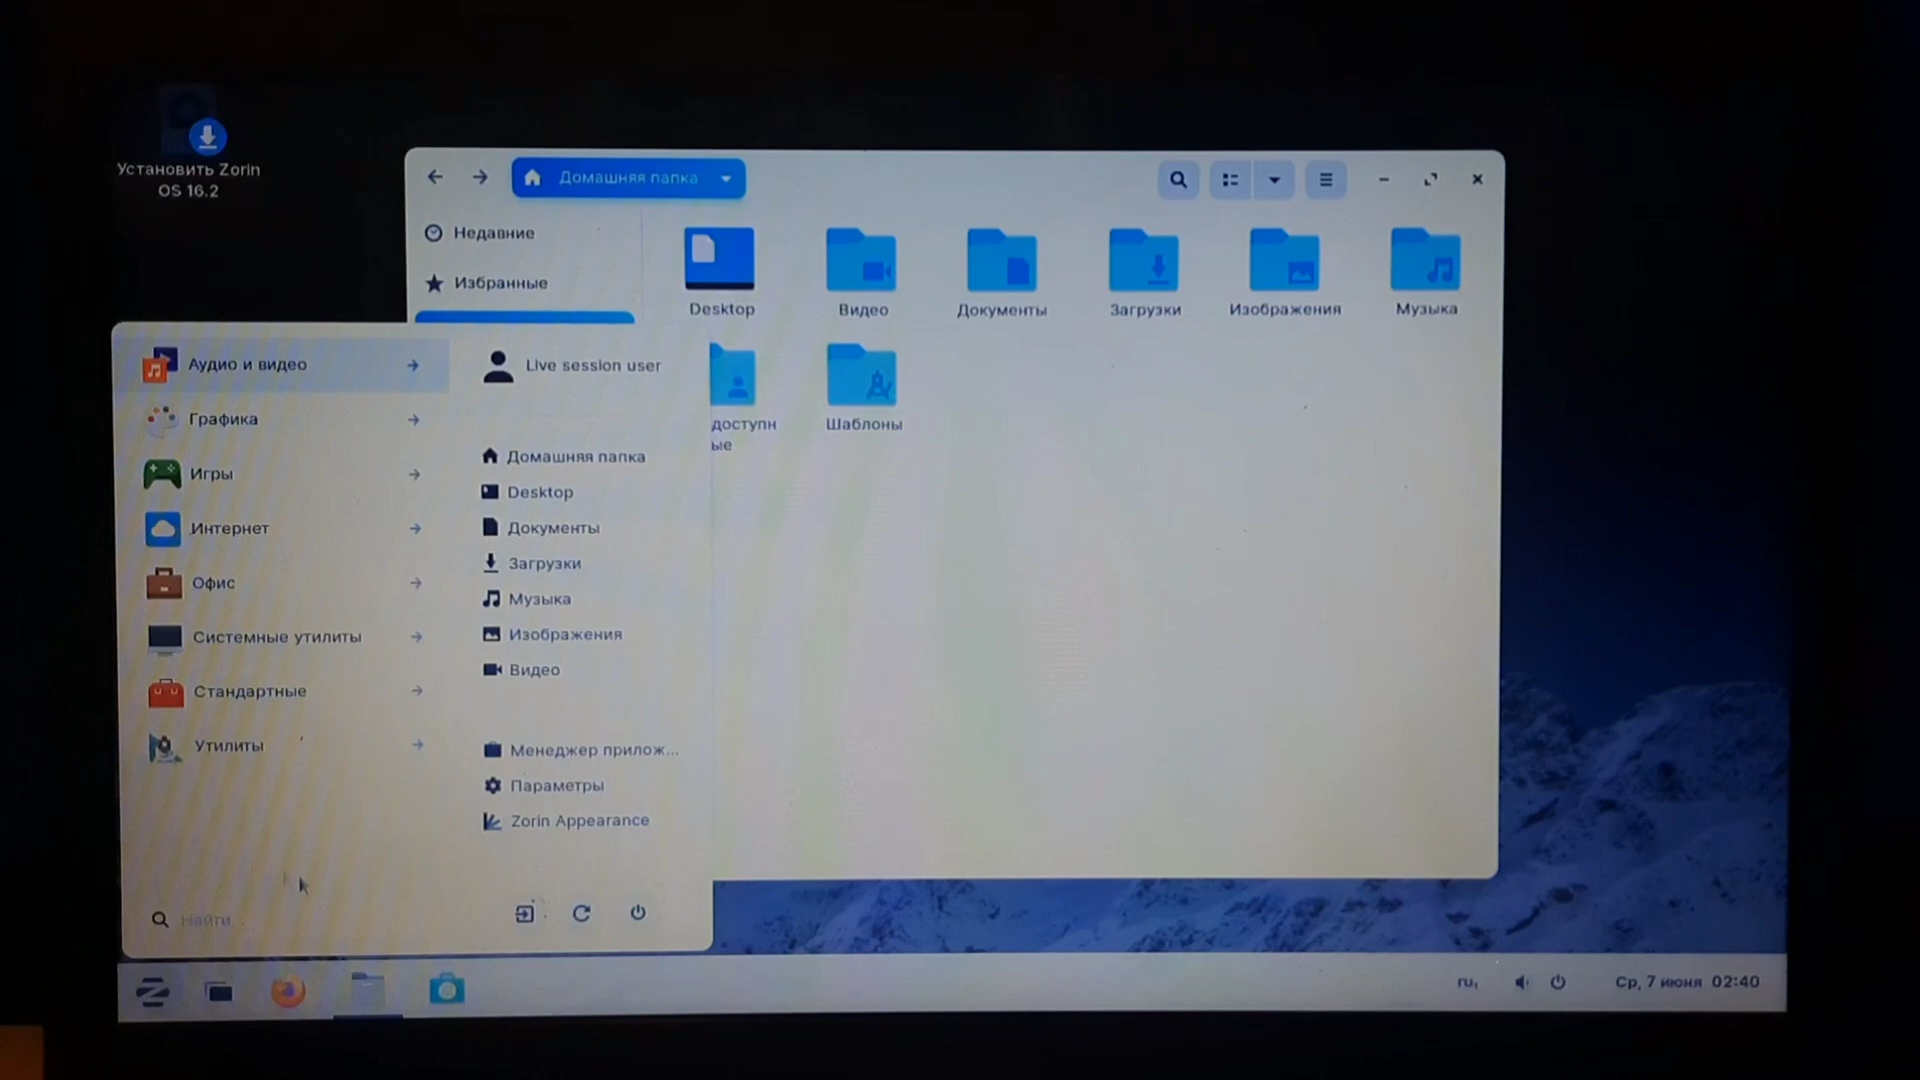 Установить Zorin
OS 16.2
Домашняя папка
Недавние
Избранные
Desktop
Видео
Документы
Загрузки
Изображения
Музыка
доступн
ые
Шаблоны
Аудио и видео
Графика
Игры
Интернет
Офис
Системные утилиты
Стандартные
Утилиты
Найти...
Live session user
Домашняя папка
Desktop
Документы
Загрузки
Музыка
Изображения
Видео
Менеджер прилож...
Параметры
Zorin Appearance
ru₁
Ср, 7 июня 02:40